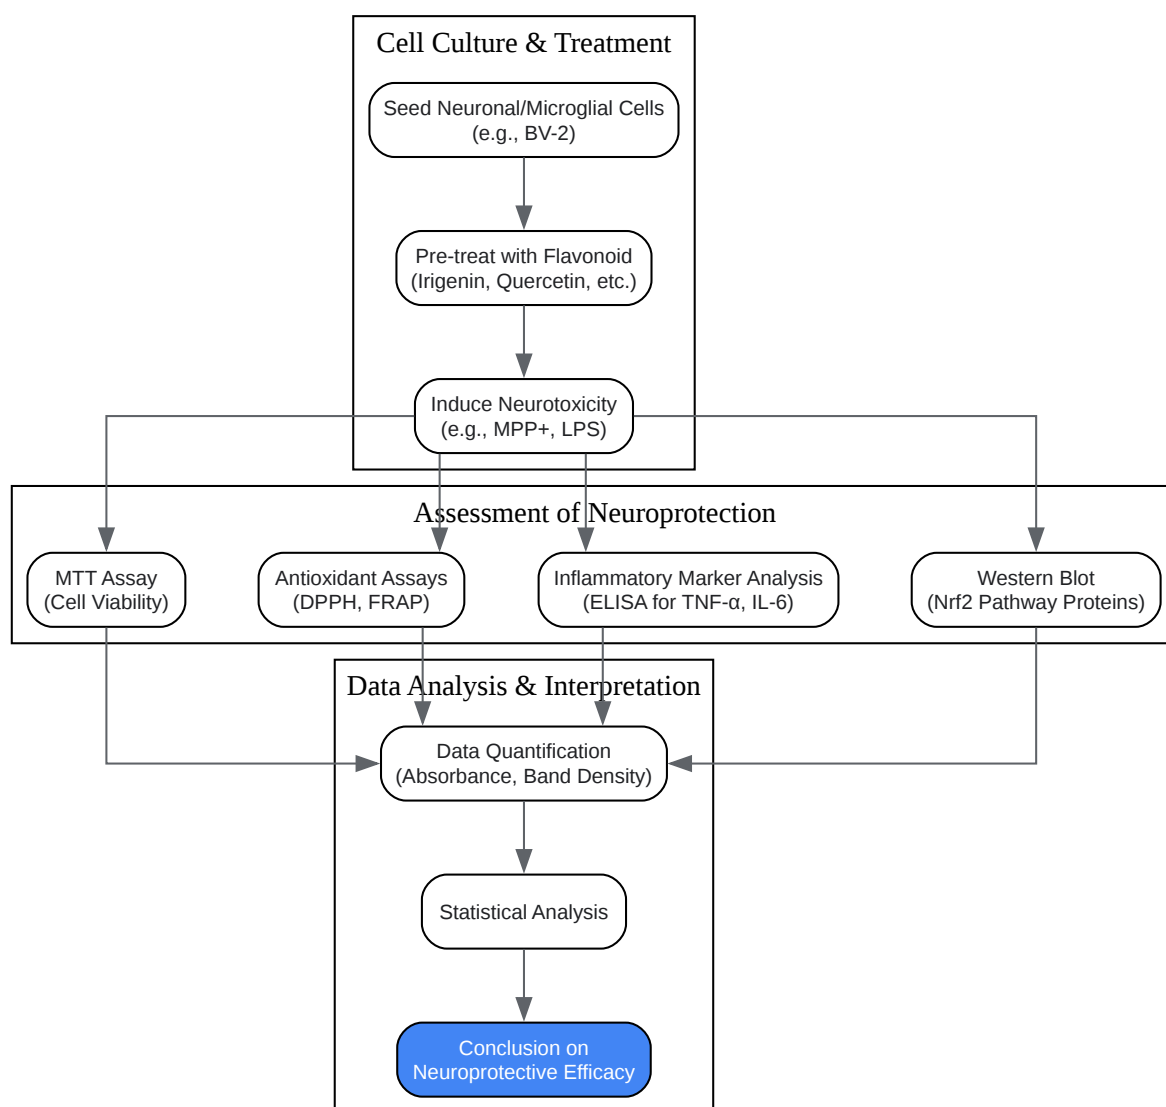 Cell Culture & Treatment
Seed Neuronal/Microglial Cells
(e.g., BV-2)
Pre-treat with Flavonoid
(Irigenin, Quercetin, etc.)
Induce Neurotoxicity
(e.g., MPP+, LPS)
Assessment of Neuroprotection
MTT Assay
(Cell Viability)
Antioxidant Assays
(DPPH, FRAP)
Inflammatory Marker Analysis
(ELISA for TNF-α, IL-6)
Western Blot
(Nrf2 Pathway Proteins)
Data Analysis & Interpretation
Data Quantification
(Absorbance, Band Density)
Statistical Analysis
Conclusion on
Neuroprotective Efficacy